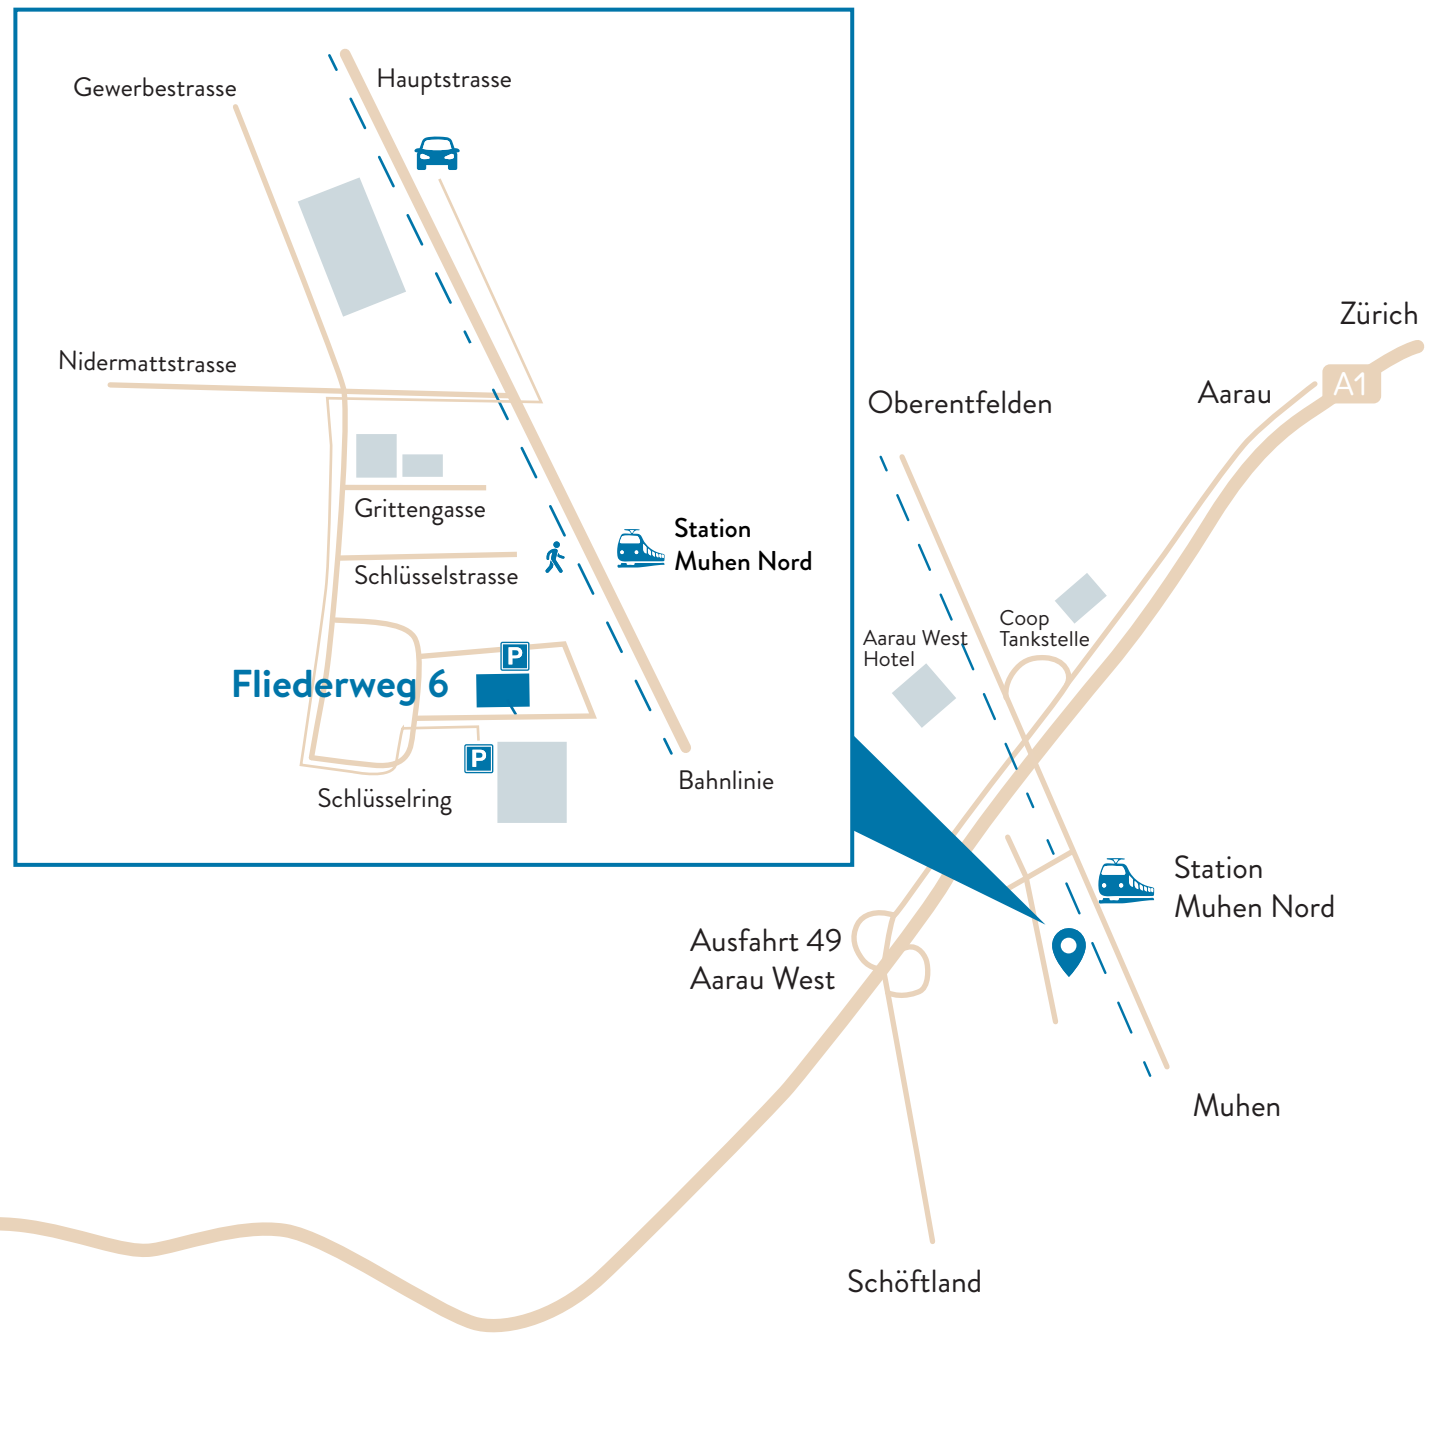 Gewerbestrasse
Hauptstrasse
Nidermattstrasse
Grittengasse
Schlüsselstrasse
Station
Muhen Nord
P
Fliederweg 6
P
Schlüsselring
Bahnlinie
Zürich
A1
Aarau
Oberentfelden
Coop
Tankstelle
Aarau West
Hotel
Station
Muhen Nord
Ausfahrt 49
Aarau West
Muhen
Schöftland